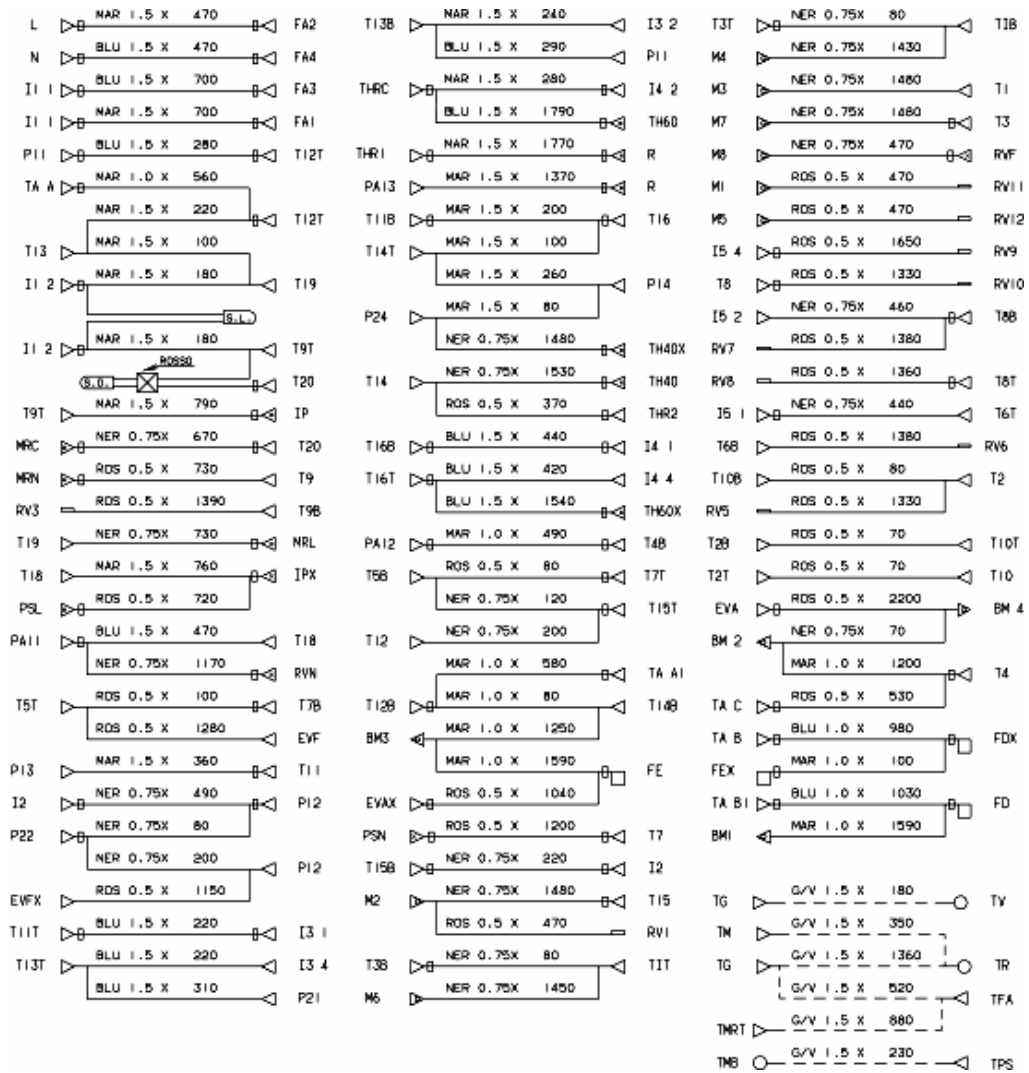 L NAR 1.5 X 470 FA2
N BLU 1.5 X 470 FA4
I1 1 BLU 1.5 X 700 FA3
I1 1 NAR 1.5 X 700 FA1
P11 BLU 1.5 X 280 T12T
TA A NAR 1.0 X 560
NAR 1.5 X 220 T12T
T13 NAR 1.5 X 100
I1 2 NAR 1.5 X 180 T19
S.L.
I1 2 NAR 1.5 X 180 T9T
ROSSO
S.O. T20
T9T NAR 1.5 X 790 IP
MRC NER 0.75X 670 T20
MRN ROS 0.5 X 730 T9
RV3 ROS 0.5 X 1390 T9B
T19 NER 0.75X 730 MRL
T18 NAR 1.5 X 760 IPX
PSL ROS 0.5 X 720
PA11 BLU 1.5 X 470 T18
NER 0.75X 1170 RVN
T5T ROS 0.5 X 100 T7B
ROS 0.5 X 1280 EVF
P13 NAR 1.5 X 360 T11
I2 NER 0.75X 490 P12
P22 NER 0.75X 80
NER 0.75X 200 P12
EVFX ROS 0.5 X 1150
T11T BLU 1.5 X 220 I3 1
T13T BLU 1.5 X 220 I3 4
BLU 1.5 X 310 P21
T13B NAR 1.5 X 240 I3 2
BLU 1.5 X 290 P11
THRC NAR 1.5 X 280 I4 2
BLU 1.5 X 1790 TH60
THR1 NAR 1.5 X 1770 R
PA13 MAR 1.5 X 1370 R
T11B MAR 1.5 X 200 T16
T14T MAR 1.5 X 100
MAR 1.5 X 260 P14
P24 MAR 1.5 X 80
NER 0.75X 1480 TH40X
T14 NER 0.75X 1530 TH40
ROS 0.5 X 370 THR2
T16B BLU 1.5 X 440 I4 1
T16T BLU 1.5 X 420 I4 4
BLU 1.5 X 1540 TH60X
PA12 MAR 1.0 X 490 T4B
T5B ROS 0.5 X 80 T7T
NER 0.75X 120 T15T
T12 NER 0.75X 200
MAR 1.0 X 580 TA A1
T12B MAR 1.0 X 80 T14B
BM3 MAR 1.0 X 1250
MAR 1.0 X 1590 FE
EVAX ROS 0.5 X 1040
PSN ROS 0.5 X 1200 T7
T15B NER 0.75X 220 I2
M2 NER 0.75X 1480 T15
ROS 0.5 X 470 RV1
T3B NER 0.75X 80 T1T
M6 NER 0.75X 1450
T3T NER 0.75X 80 T1B
M4 NER 0.75X 1430
M3 NER 0.75X 1480 T1
M7 NER 0.75X 1480 T3
M8 NER 0.75X 470 RVF
M1 ROS 0.5 X 470 RV11
M5 ROS 0.5 X 470 RV12
I5 4 ROS 0.5 X 1650 RV9
T8 ROS 0.5 X 1330 RV10
I5 2 NER 0.75X 460 T8B
RV7 ROS 0.5 X 1380
RV8 ROS 0.5 X 1360 T8T
I5 1 NER 0.75X 440 T6T
T6B ROS 0.5 X 1380 RV6
T10B ROS 0.5 X 80 T2
RV5 ROS 0.5 X 1330
T2B ROS 0.5 X 70 T10T
T2T ROS 0.5 X 70 T10
EVA ROS 0.5 X 2200 BM 4
BM 2 NER 0.75X 70
MAR 1.0 X 1200 T4
TA C ROS 0.5 X 530
TA B BLU 1.0 X 980 FDX
FEX MAR 1.0 X 100
TA B1 BLU 1.0 X 1030 FD
BM1 MAR 1.0 X 1590
TG G/V 1.5 X 180 TV
TM G/V 1.5 X 350
TG G/V 1.5 X 1360 TR
G/V 1.5 X 520 TFA
TMRT G/V 1.5 X 880
TMB G/V 1.5 X 230 TPS